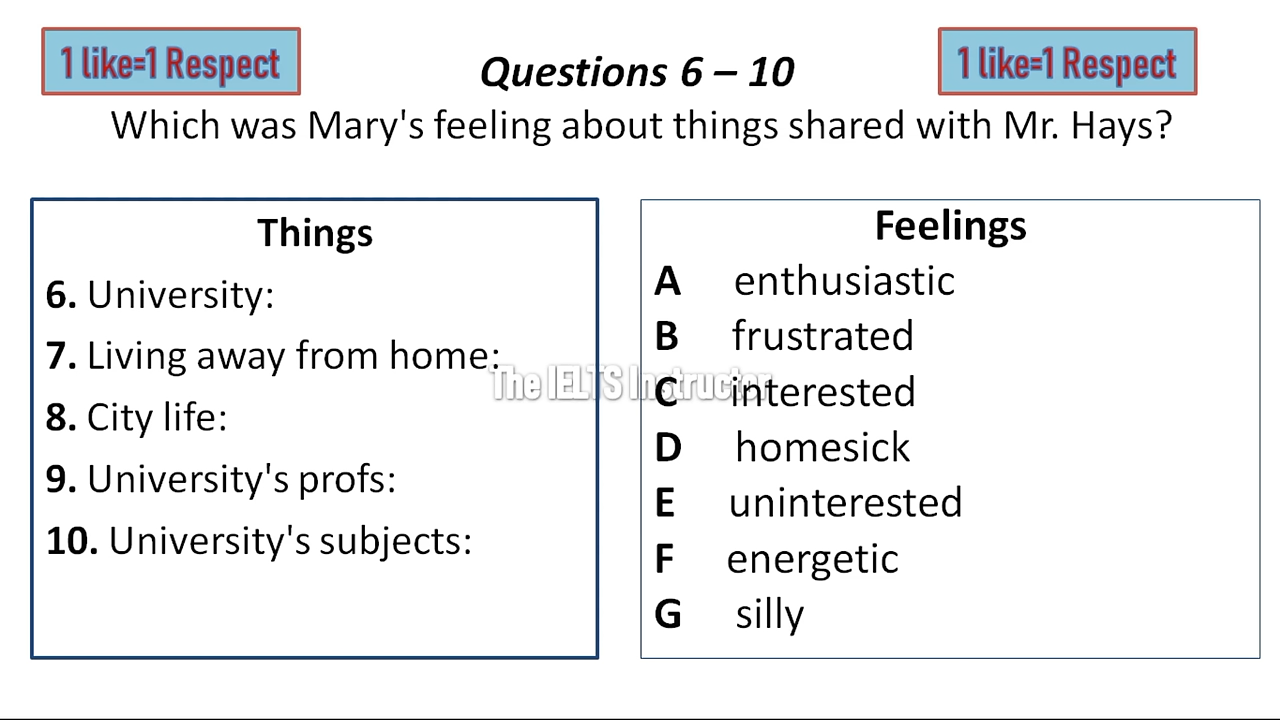 1 like=1 Respect
1 like=1 Respect
Questions 6 – 10
Which was Mary's feeling about things shared with Mr. Hays?
Things
6. University:
7. Living away from home:
8. City life:
9. University's profs:
10. University's subjects:
The IELTS Instructor
Feelings
A enthusiastic
B frustrated
C interested
D homesick
E uninterested
F energetic
G silly